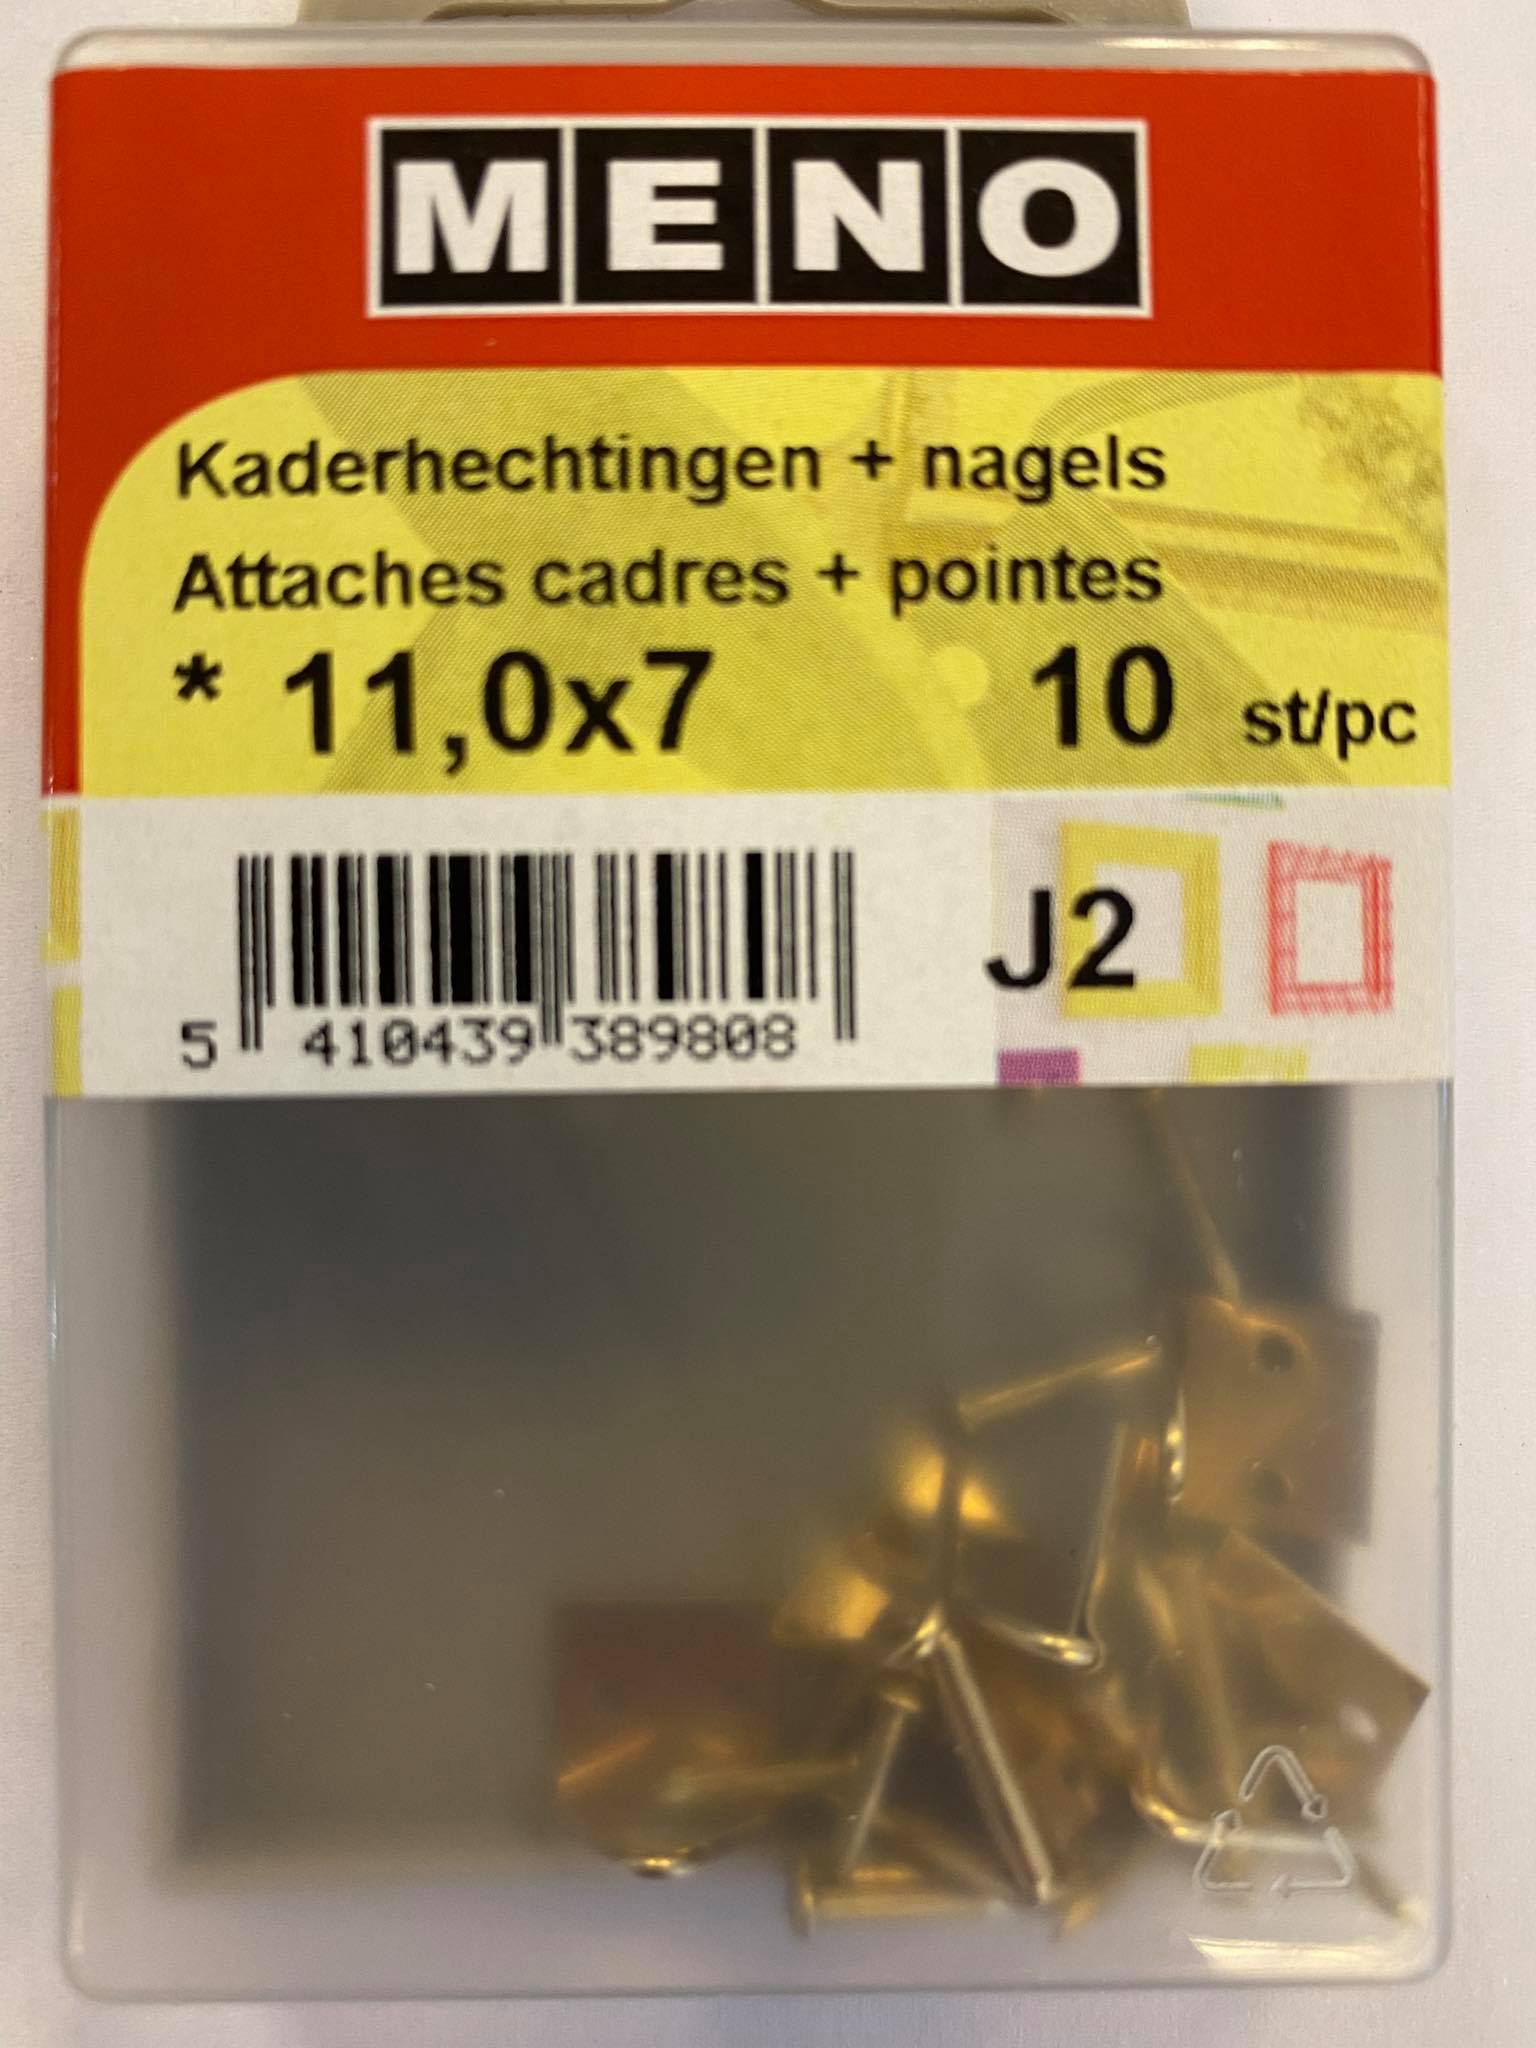 MENO
Kaderhechtingen + nagels
Attaches cadres + pointes
* 11,0x7 10 st/pc
J2
5 410439 389808